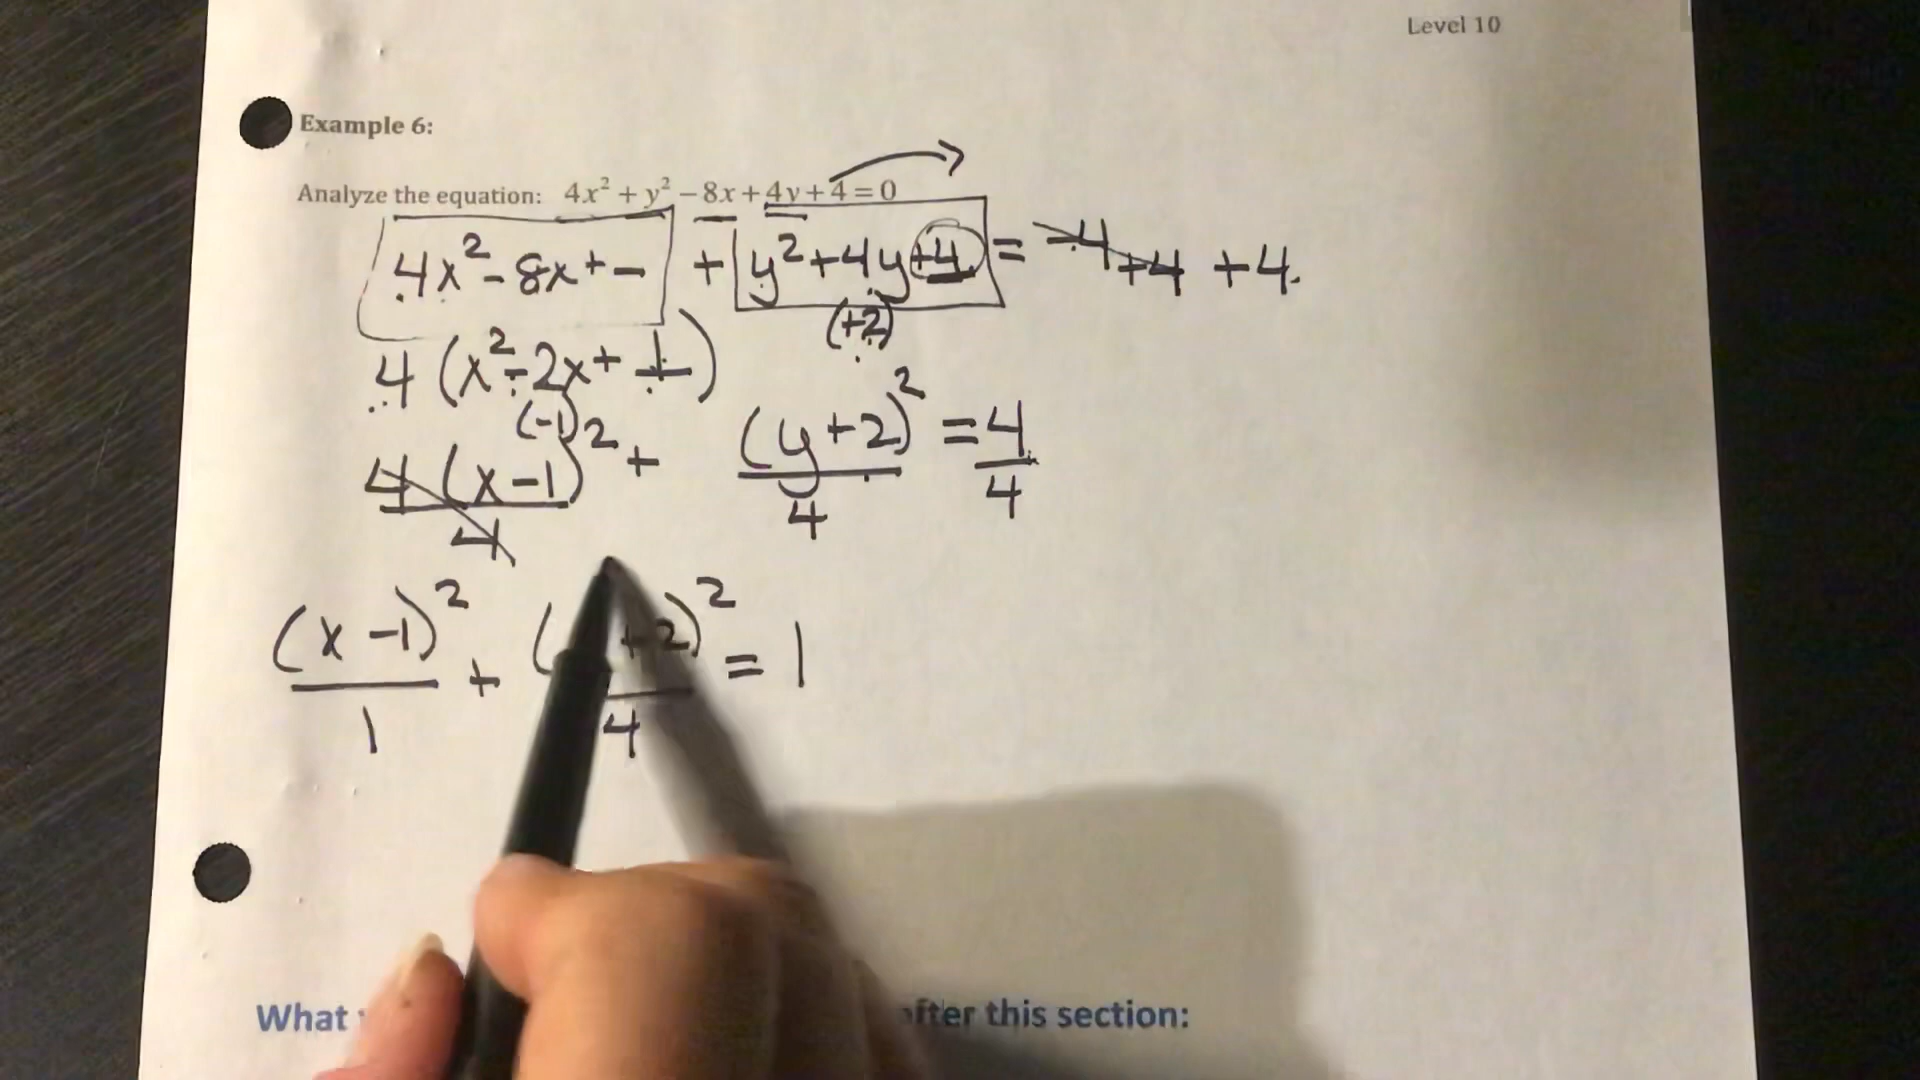 Level 10
Example 6:
Analyze the equation: 4x² + y² – 8x + 4y + 4 = 0
4x² - 8x + - + y² + 4y +4 = -4 +4 +4
(+2)
4 (x² - 2x + 1)
(-1)
4 (x - 1)² + (y + 2)² = 4
4 4 4
(x - 1)² + ( +2)² = 1
1 4
What after this section: